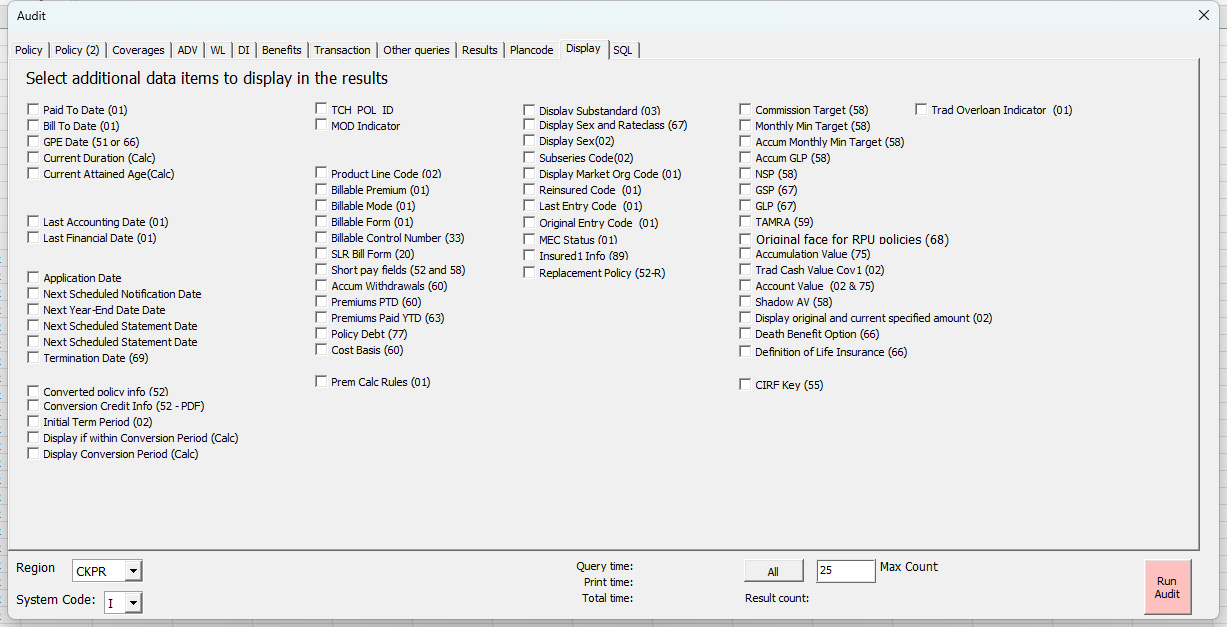 Audit
Policy
Policy (2)
Coverages
ADV
WL
DI
Benefits
Transaction
Other queries
Results
Plancode
Display
SQL
Select additional data items to display in the results
Paid To Date (01)
Bill To Date (01)
GPE Date (51 or 66)
Current Duration (Calc)
Current Attained Age(Calc)
Last Accounting Date (01)
Last Financial Date (01)
Application Date
Next Scheduled Notification Date
Next Year-End Date Date
Next Scheduled Statement Date
Next Scheduled Statement Date
Termination Date (69)
Converted policy info (52)
Conversion Credit Info (52 - PDF)
Initial Term Period (02)
Display if within Conversion Period (Calc)
Display Conversion Period (Calc)
TCH_POL_ID
MOD Indicator
Product Line Code (02)
Billable Premium (01)
Billable Mode (01)
Billable Form (01)
Billable Control Number (33)
SLR Bill Form (20)
Short pay fields (52 and 58)
Accum Withdrawals (60)
Premiums PTD (60)
Premiums Paid YTD (63)
Policy Debt (77)
Cost Basis (60)
Prem Calc Rules (01)
Display Substandard (03)
Display Sex and Rateclass (67)
Display Sex(02)
Subseries Code(02)
Display Market Org Code (01)
Reinsured Code (01)
Last Entry Code (01)
Original Entry Code (01)
MEC Status (01)
Insured1 Info (89)
Replacement Policy (52-R)
Commission Target (58)
Monthly Min Target (58)
Accum Monthly Min Target (58)
Accum GLP (58)
NSP (58)
GSP (67)
GLP (67)
TAMRA (59)
Original face for RPU policies (68)
Accumulation Value (75)
Trad Cash Value Cov1 (02)
Account Value (02 & 75)
Shadow AV (58)
Display original and current specified amount (02)
Death Benefit Option (66)
Definition of Life Insurance (66)
CIRF Key (55)
Trad Overloan Indicator (01)
Region
CKPR
System Code:
I
Query time:
Print time:
Total time:
All
25
Max Count
Result count:
Run
Audit